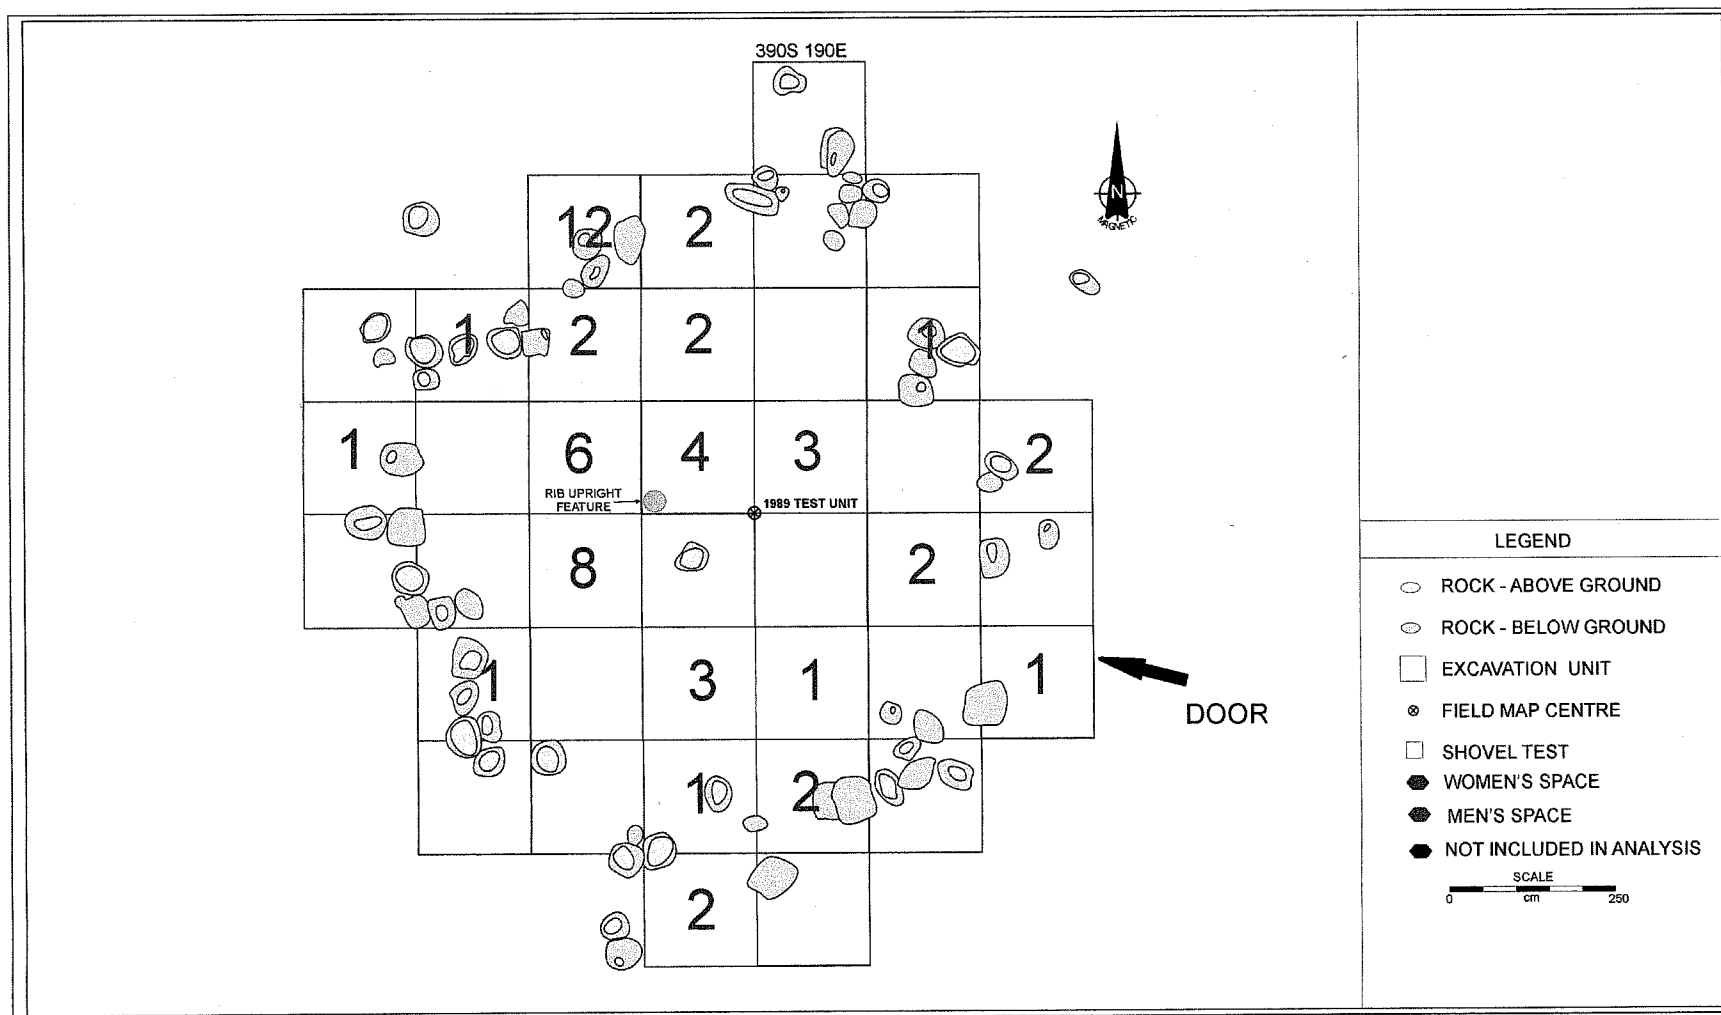 390S 190E
N
MAGNETIC
12 2
1 2 2 1
1 6 4 3 2
RIB UPRIGHT
FEATURE
1989 TEST UNIT
8 2
1 3 1 1
DOOR
1 2
2
LEGEND
ROCK - ABOVE GROUND
ROCK - BELOW GROUND
EXCAVATION UNIT
FIELD MAP CENTRE
SHOVEL TEST
WOMEN'S SPACE
MEN'S SPACE
NOT INCLUDED IN ANALYSIS
SCALE
0 cm 250